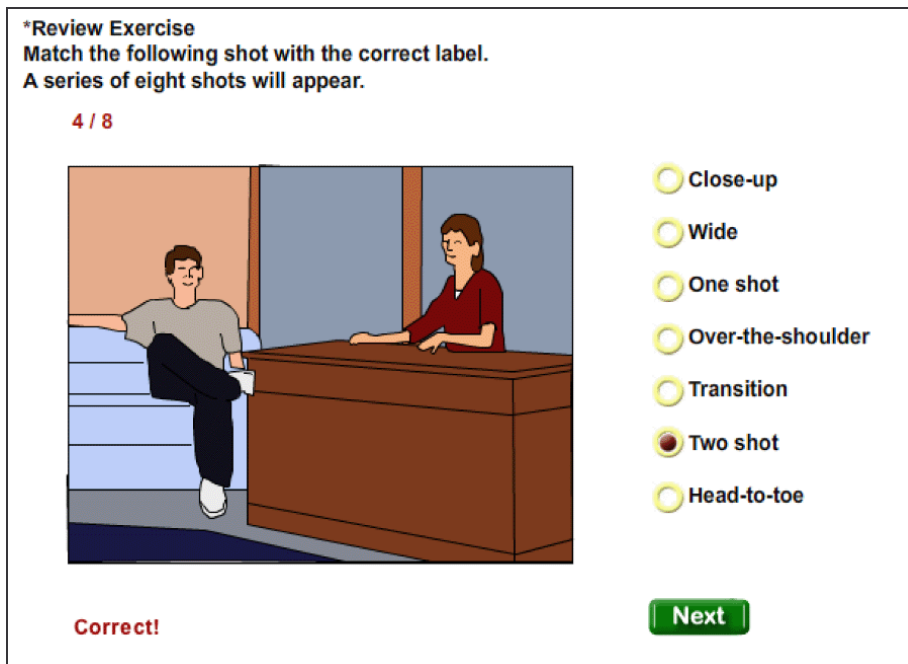 *Review Exercise
Match the following shot with the correct label.
A series of eight shots will appear.
4 / 8
Close-up
Wide
One shot
Over-the-shoulder
Transition
Two shot
Head-to-toe
Correct!
Next